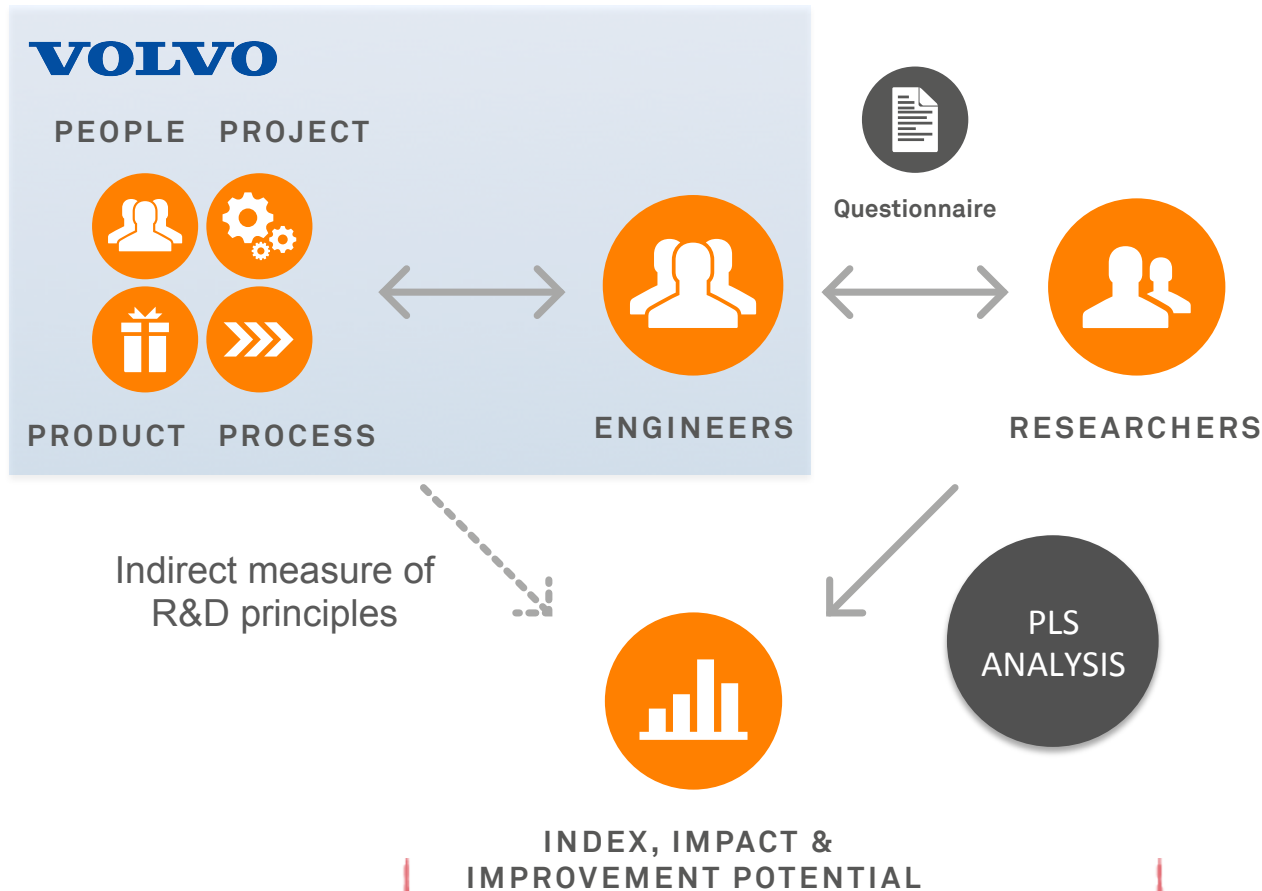 VOLVO
PEOPLE PROJECT
PRODUCT PROCESS
ENGINEERS
Questionnaire
RESEARCHERS
Indirect measure of
R&D principles
PLS
ANALYSIS
INDEX, IMPACT &
IMPROVEMENT POTENTIAL